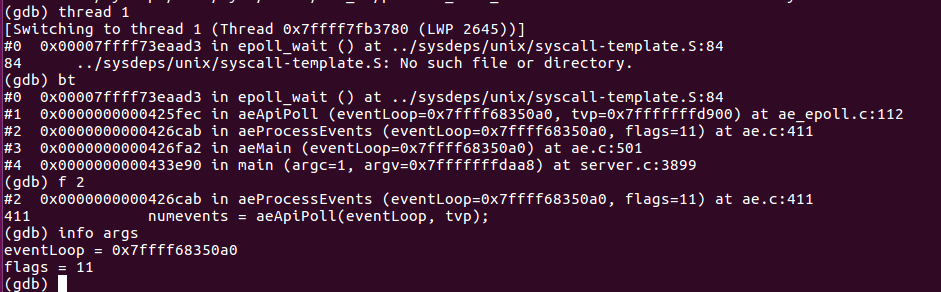 (gdb) thread 1
[Switching to thread 1 (Thread 0x7ffff7fb3780 (LWP 2645))]
#0  0x00007ffff73eaad3 in epoll_wait () at ../sysdeps/unix/syscall-template.S:84
84      ../sysdeps/unix/syscall-template.S: No such file or directory.
(gdb) bt
#0  0x00007ffff73eaad3 in epoll_wait () at ../sysdeps/unix/syscall-template.S:84
#1  0x0000000000425fec in aeApiPoll (eventLoop=0x7ffff68350a0, tvp=0x7fffffffd900) at ae_epoll.c:112
#2  0x0000000000426cab in aeProcessEvents (eventLoop=0x7ffff68350a0, flags=11) at ae.c:411
#3  0x0000000000426fa2 in aeMain (eventLoop=0x7ffff68350a0) at ae.c:501
#4  0x0000000000433e90 in main (argc=1, argv=0x7fffffffdaa8) at server.c:3899
(gdb) f 2
#2  0x0000000000426cab in aeProcessEvents (eventLoop=0x7ffff68350a0, flags=11) at ae.c:411
411             numevents = aeApiPoll(eventLoop, tvp);
(gdb) info args
eventLoop = 0x7ffff68350a0
flags = 11
(gdb)